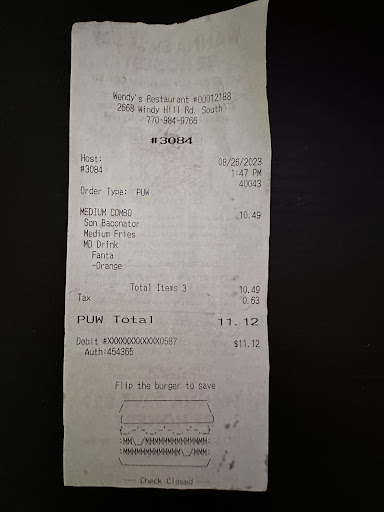 Wendy's Restaurant #00012188
2668 Windy Hill Rd. South
770-984-9766
#3084
Host: 08/26/2023
#3084 1:47 PM
40043
Order Type: PUW
MEDIUM COMBO 10.49
Son Baconator
Medium Fries
MD Drink
Fanta
-Orange
Total Items 3 10.49
Tax 0.63
PUW Total 11.12
Debit #XXXXXXXXXXXX0587 $11.12
Auth:454365
Flip the burger to save
--- Check Closed ---